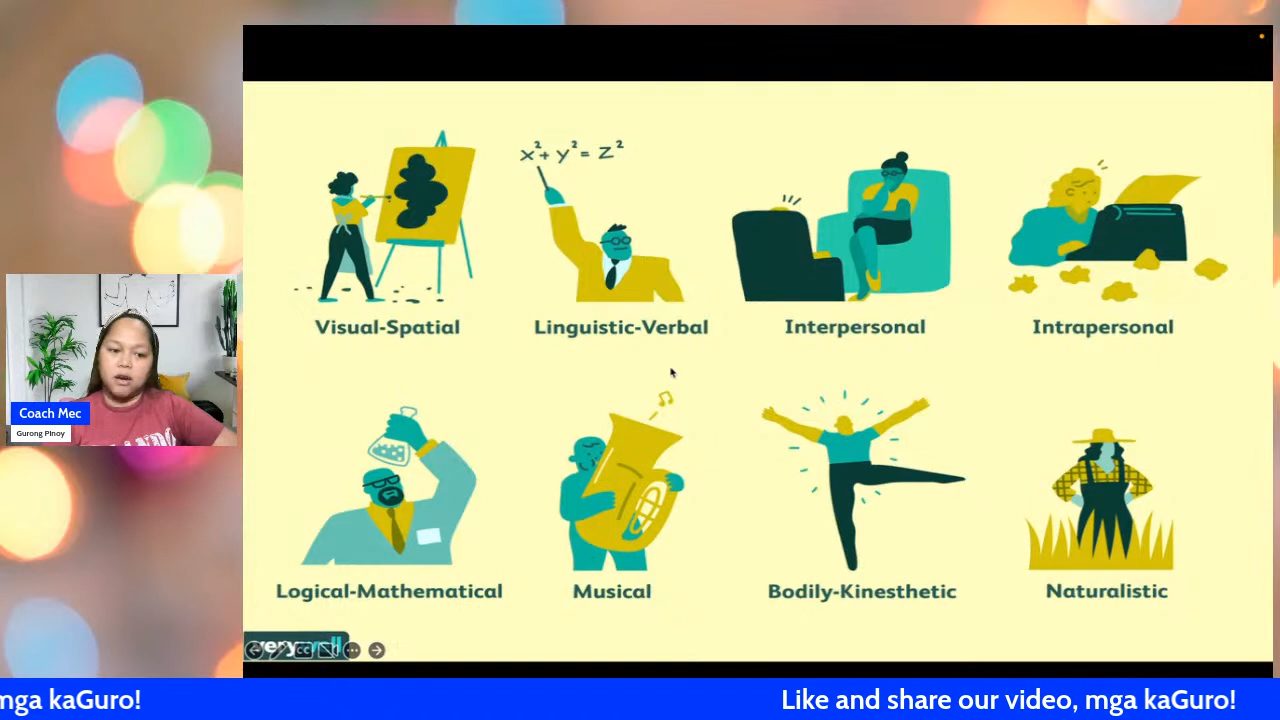 x²+ y²= z²
Visual-Spatial
Linguistic-Verbal
Interpersonal
Intrapersonal
Logical-Mathematical
Musical
Bodily-Kinesthetic
Naturalistic
Coach Mec
Gurong Pinoy
CC
mga kaGuro!
Like and share our video, mga kaGuro!